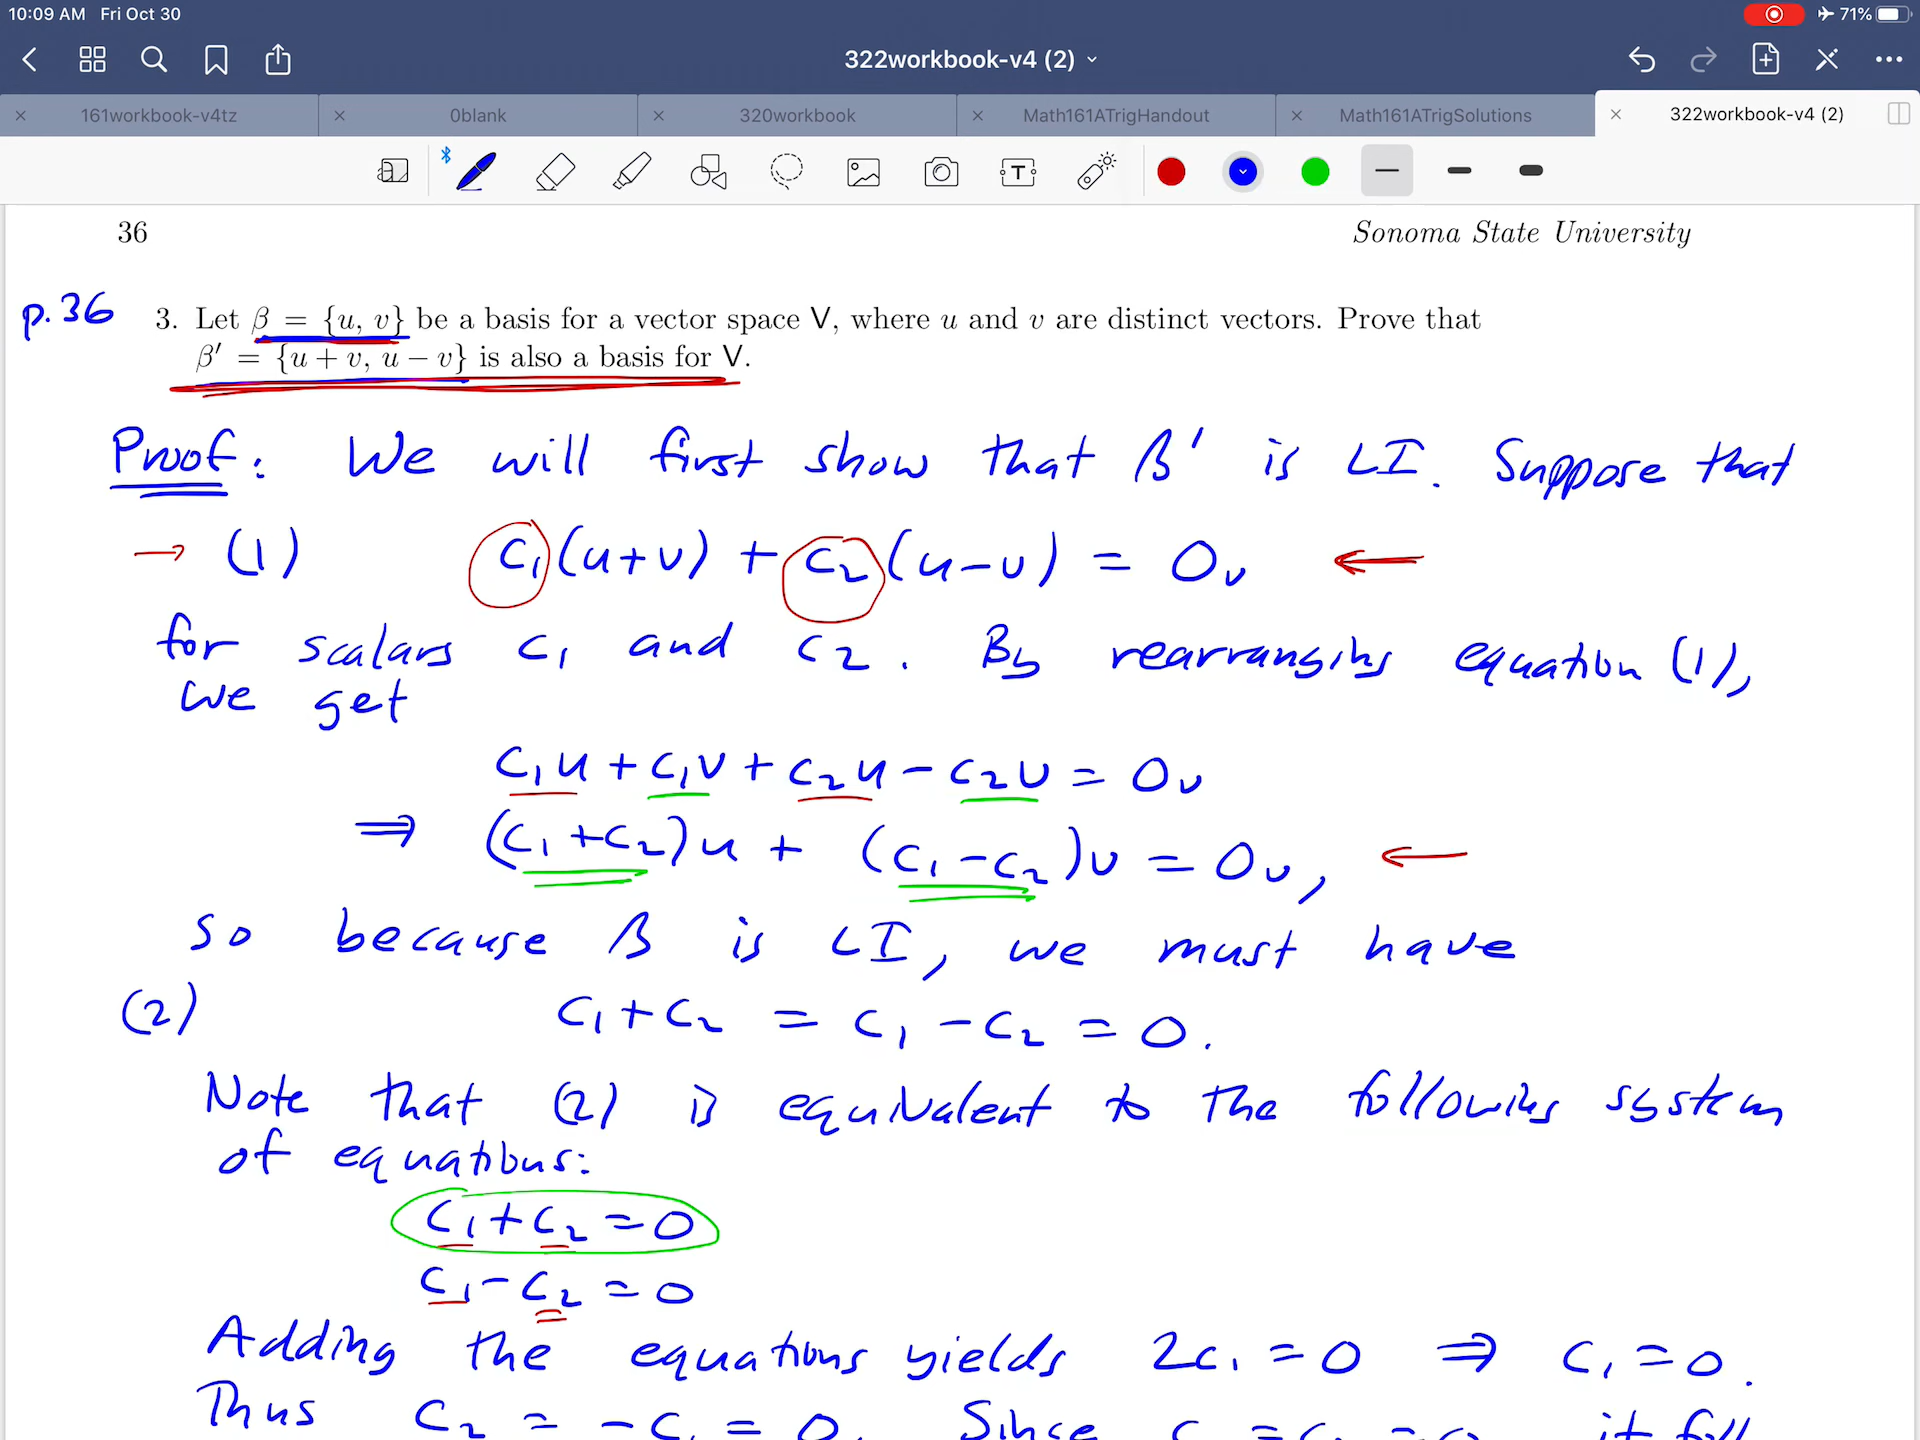 10:09 AM Fri Oct 30
71%
322workbook-v4 (2)
161workbook-v4tz
0blank
320workbook
Math161ATrigHandout
Math161ATrigSolutions
322workbook-v4 (2)
36 Sonoma State University
p.36
3. Let β = {u, v} be a basis for a vector space V, where u and v are distinct vectors. Prove that
β′ = {u + v, u − v} is also a basis for V.
Proof: We will first show that β' is LI. Suppose that
→ (1) c₁(u+v) + c₂(u-v) = 0ᵥ ←
for scalars c₁ and c₂. By rearranging equation (1),
we get
c₁u + c₁v + c₂u - c₂v = 0ᵥ
⇒ (c₁+c₂)u + (c₁-c₂)v = 0ᵥ, ←
so because β is LI, we must have
(2) c₁+c₂ = c₁-c₂ = 0.
Note that (2) is equivalent to the following system
of equations:
c₁+c₂=0
c₁-c₂=0
Adding the equations yields 2c₁=0 ⇒ c₁=0.
Thus c₂ = -c₁ = 0. Since